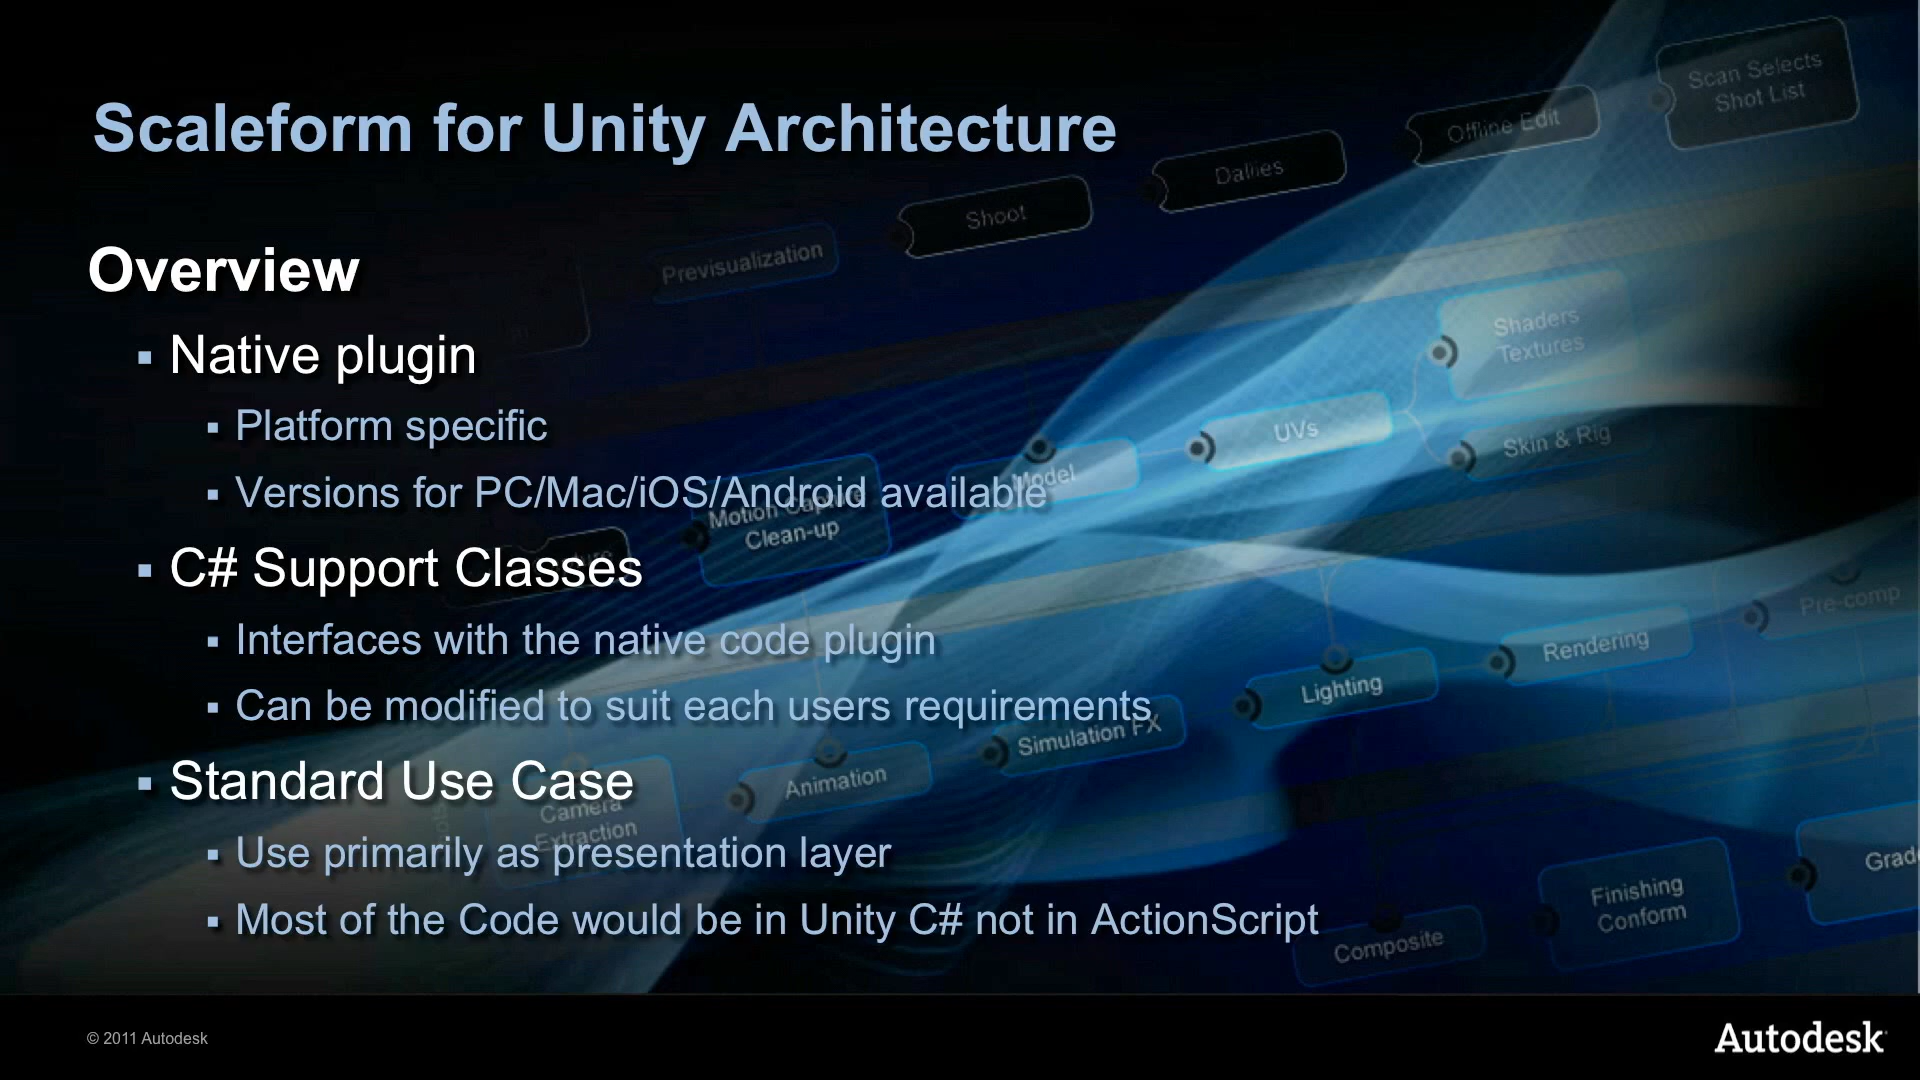 Scaleform for Unity Architecture
Overview
Native plugin
Platform specific
Versions for PC/Mac/iOS/Android available
C# Support Classes
Interfaces with the native code plugin
Can be modified to suit each users requirements
Standard Use Case
Use primarily as presentation layer
Most of the Code would be in Unity C# not in ActionScript
Scan Selects
Shot List
Offline Edit
Dailies
Shoot
Previsualization
Shaders
Textures
UVs
Skin & Rig
Model
Motion Capture
Clean-up
Pre-comp
Rendering
Lighting
Simulation FX
Animation
Camera
Extraction
Finishing
Conform
Composite
© 2011 Autodesk
Autodesk